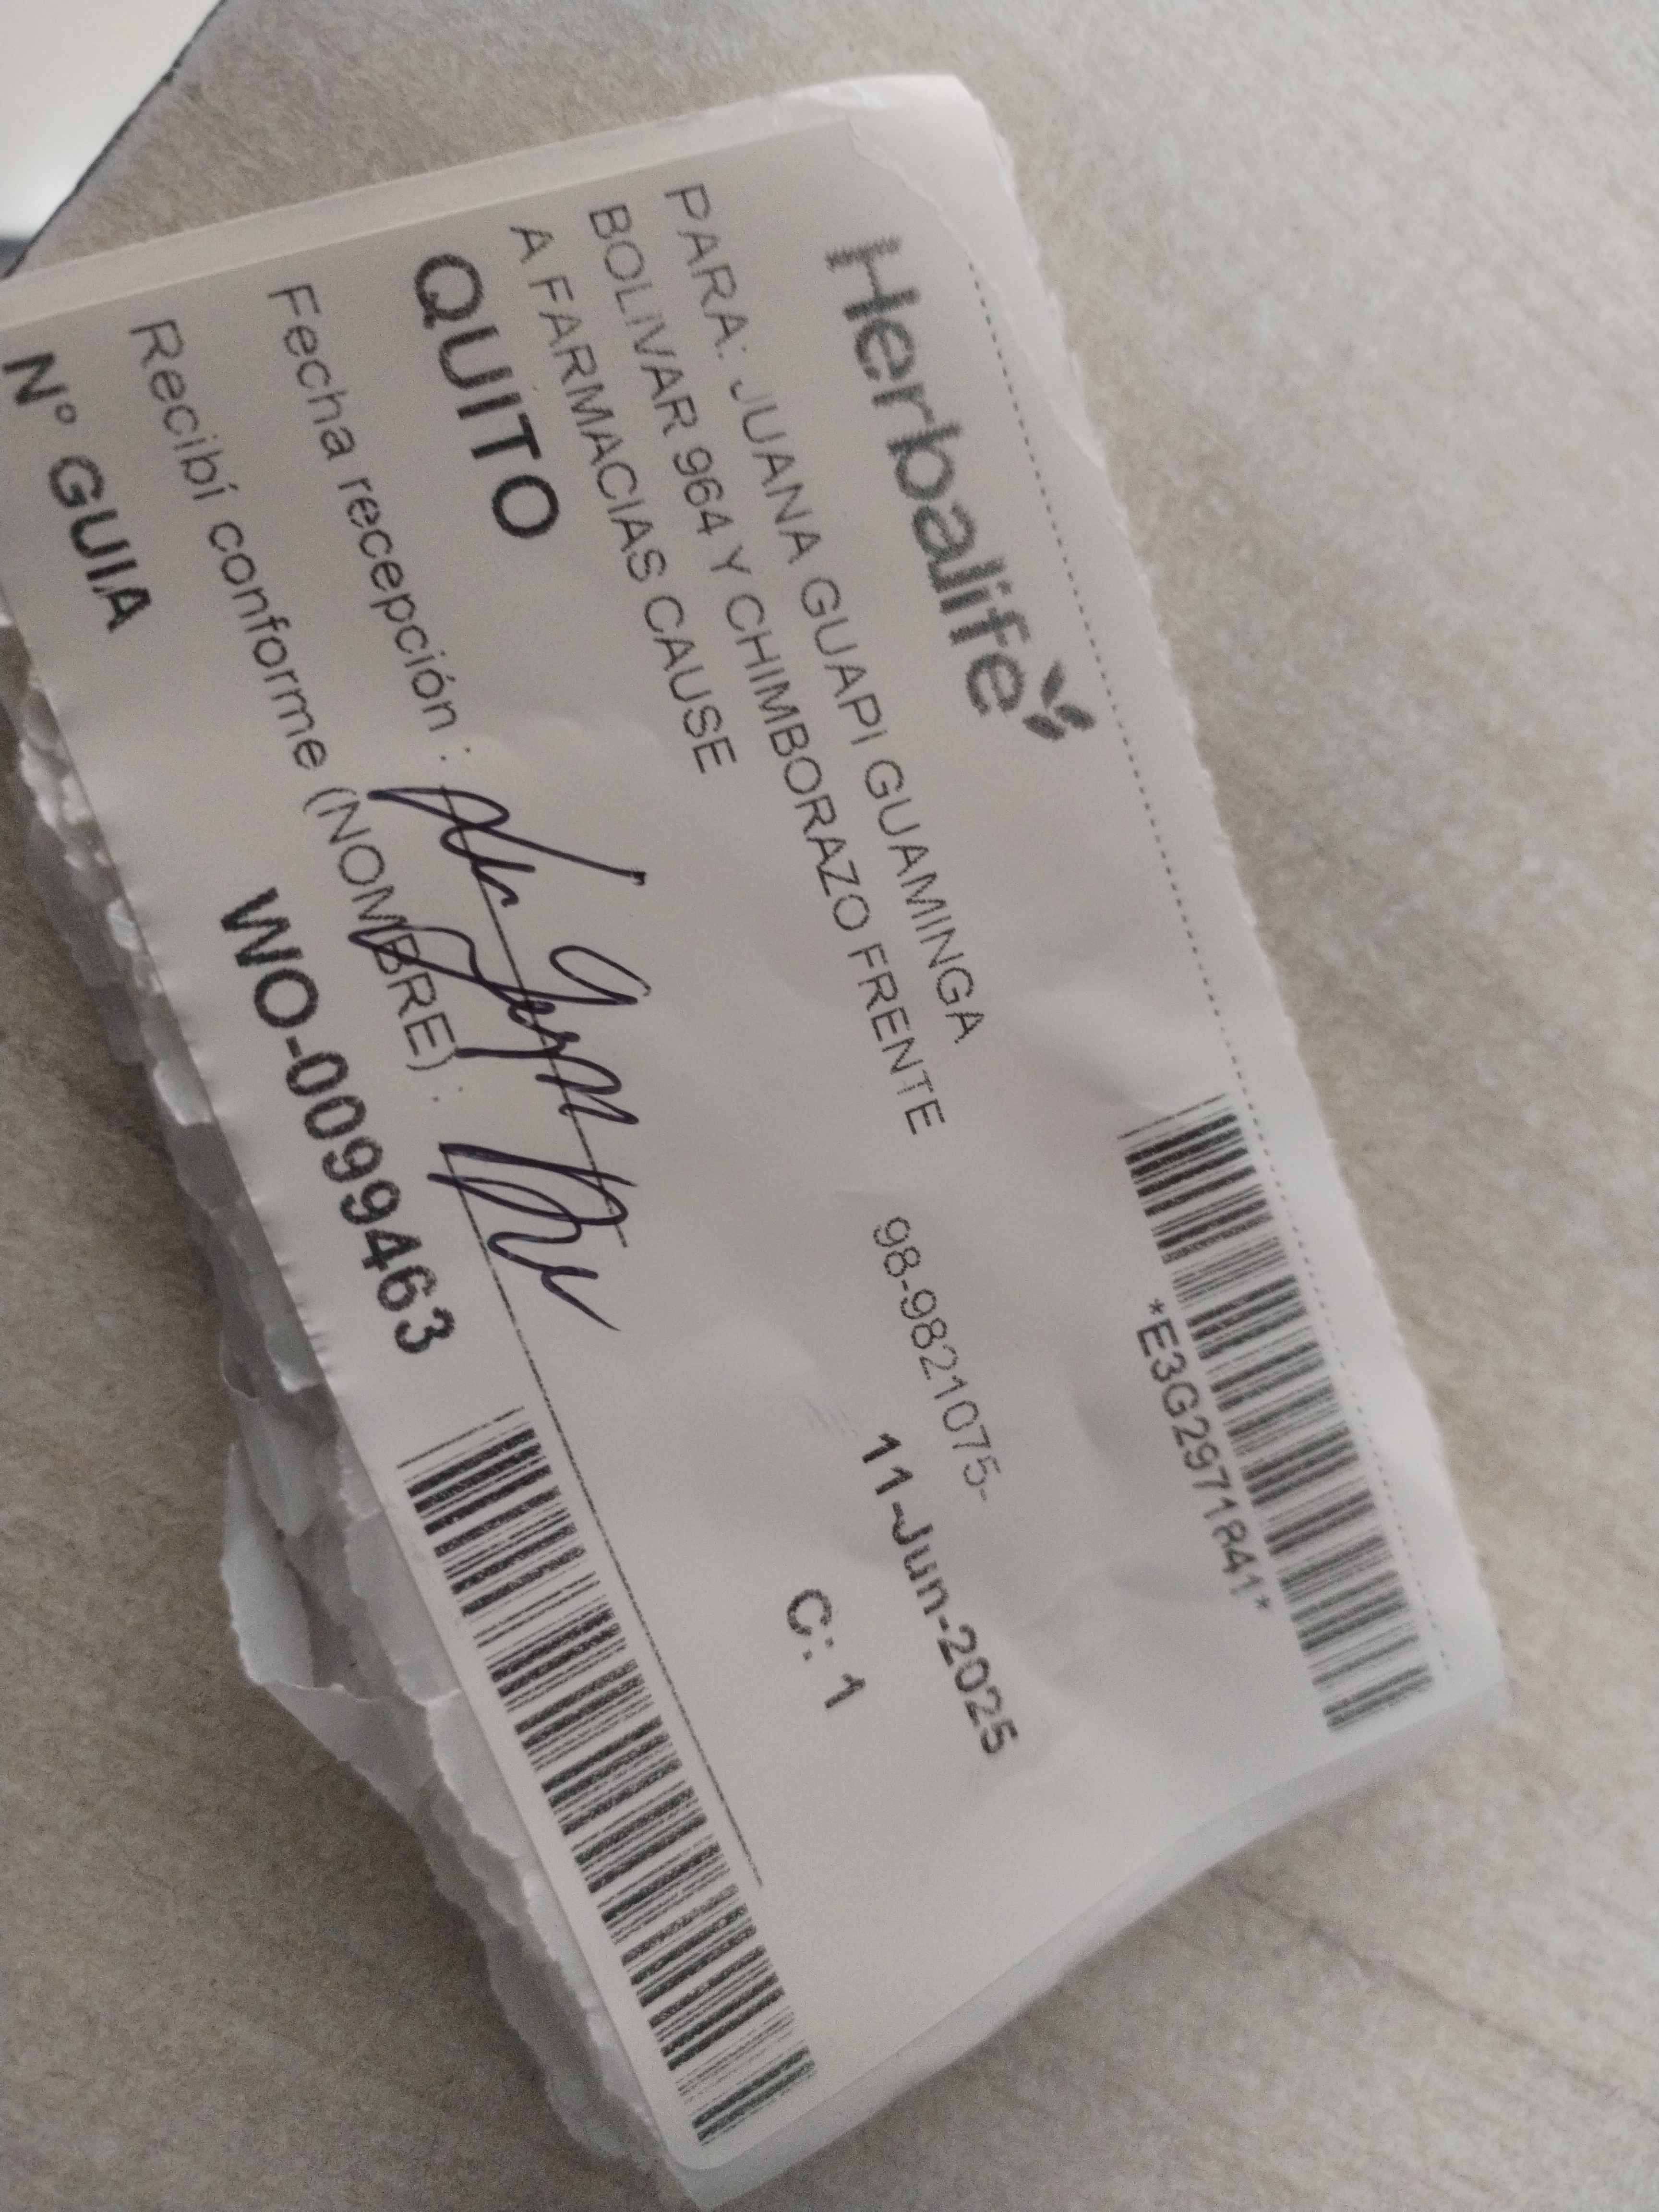 Herbalife
*E3G2971841*
PARA: JUANA GUAPI GUAMINGA
98-9821075-
BOLIVAR 964 Y CHIMBORAZO FRENTE
11-Jun-2025
A FARMACIAS CAUSE
QUITO
C: 1
Fecha recepción :
Recibí conforme (NOMBRE) :
Nº GUIA
WO-0099463